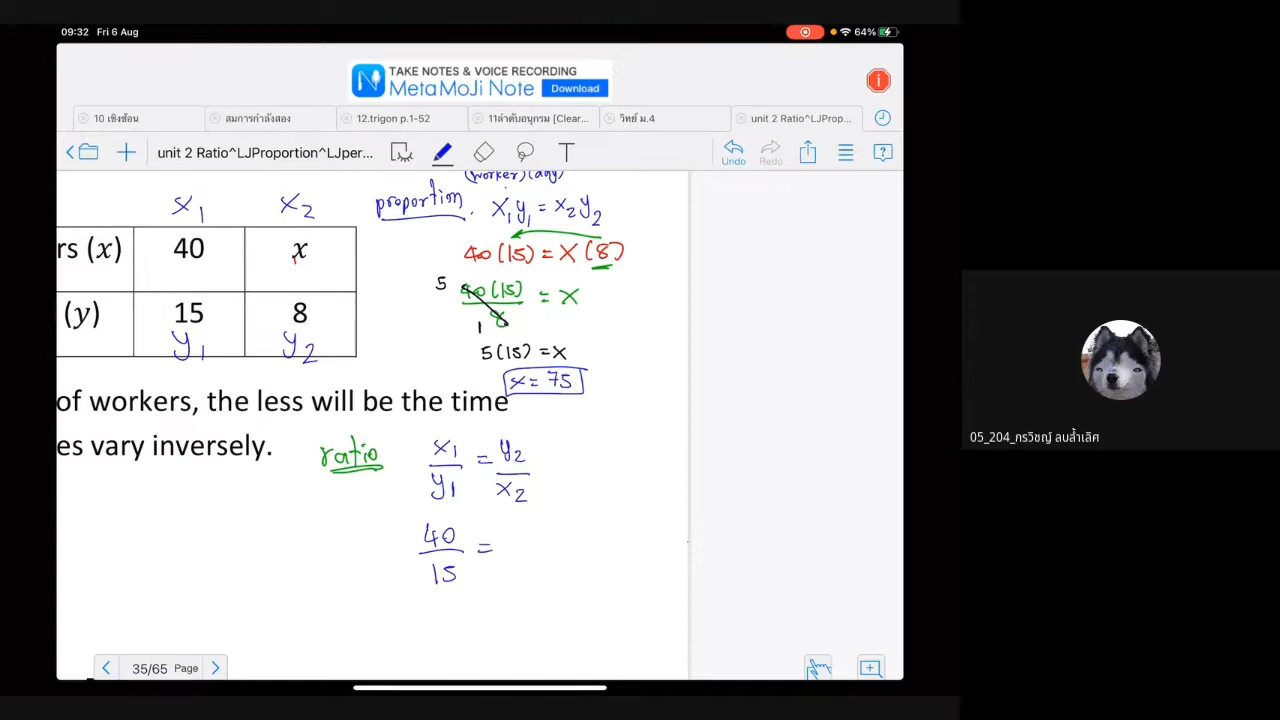 09:32 Fri 6 Aug
64%
TAKE NOTES & VOICE RECORDING
MetaMoJi Note Download
10 เชิงซ้อน
สมการกำลังสอง
12.trigon p.1-52
11ลำดับอนุกรม [Clear...
วิทย์ ม.4
unit 2 Ratio^LJProp...
unit 2 Ratio^LJProportion^LJper...
T
Undo
Redo
(worker)(day)
proportion. x₁y₁ = x₂y₂
x₁ x₂
rs (x) 40 x
(y) 15 8
y₁ y₂
40(15) = x(8)
5 40(15)/8 = x
1
5(15) = x
x = 75
of workers, the less will be the time
es vary inversely.
ratio x₁/y₁ = y₂/x₂
40/15 =
35/65 Page
05_204_กรวิชญ์ ลบล้ำเลิศ